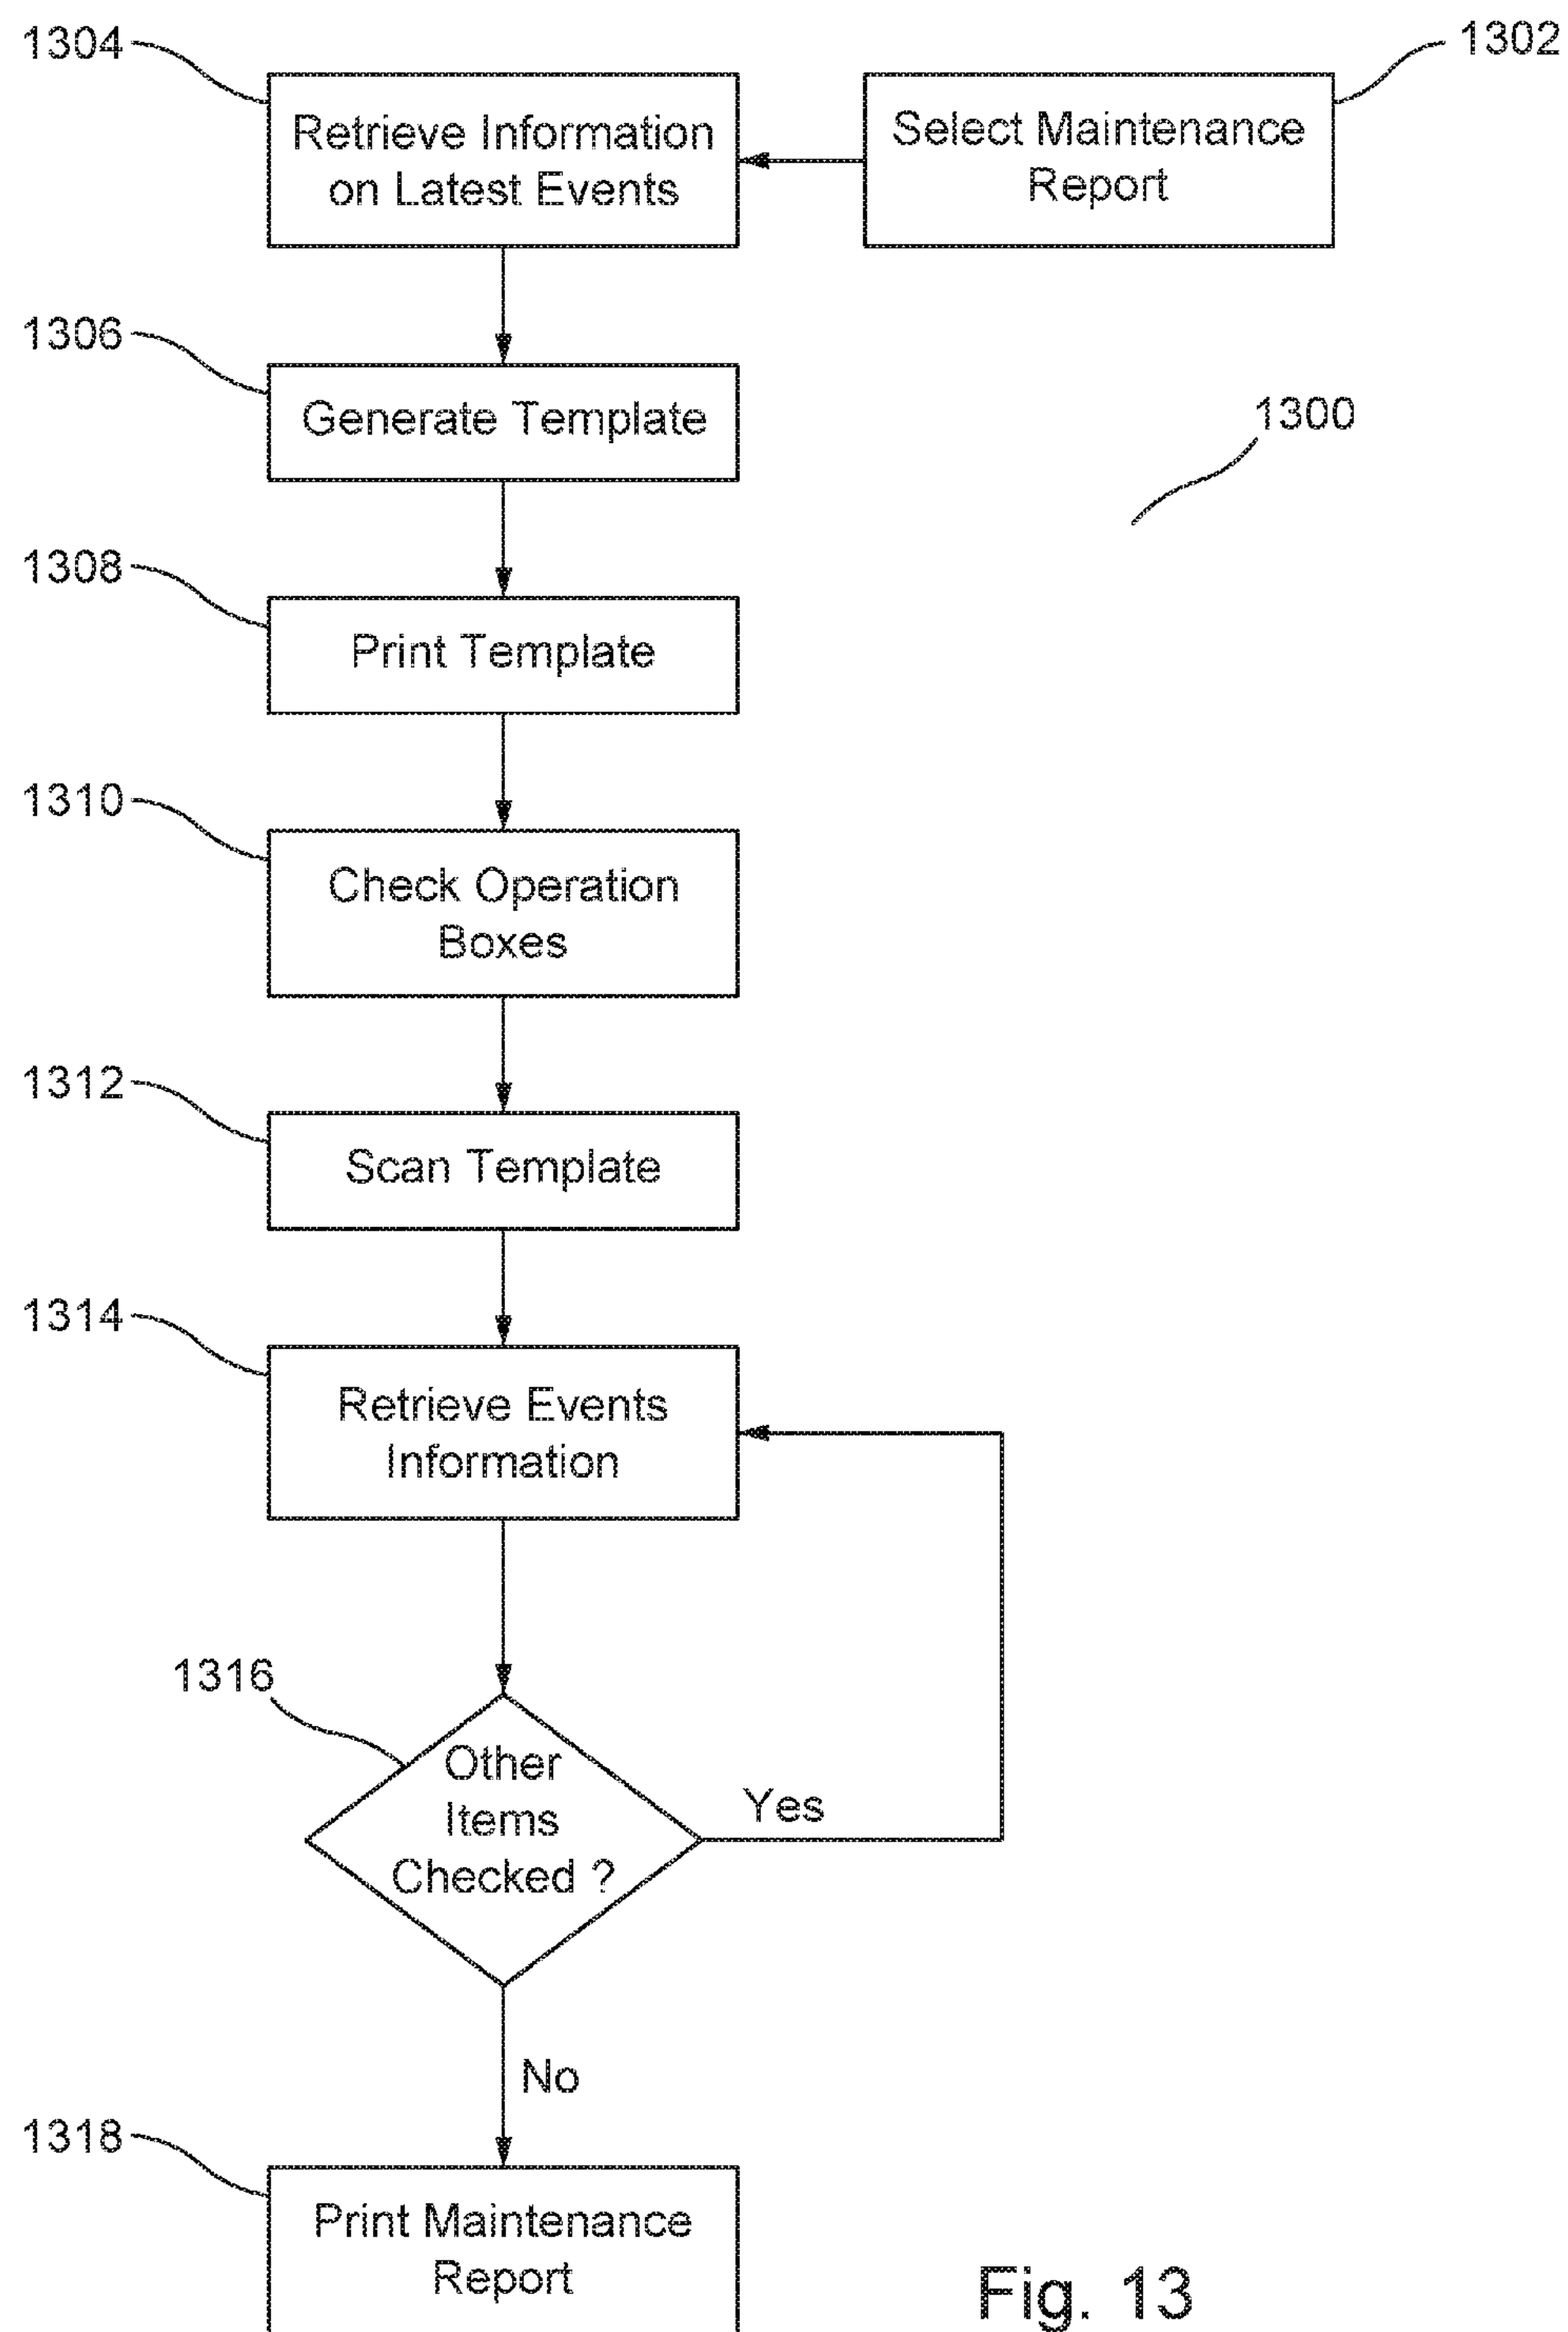 1304
1302
Retrieve Information
on Latest Events
Select Maintenance
Report
1306
Generate Template
1300
1308
Print Template
1310
Check Operation
Boxes
1312
Scan Template
1314
Retrieve Events
Information
1316
Other
Items
Checked ?
Yes
No
1318
Print Maintenance
Report
Fig. 13